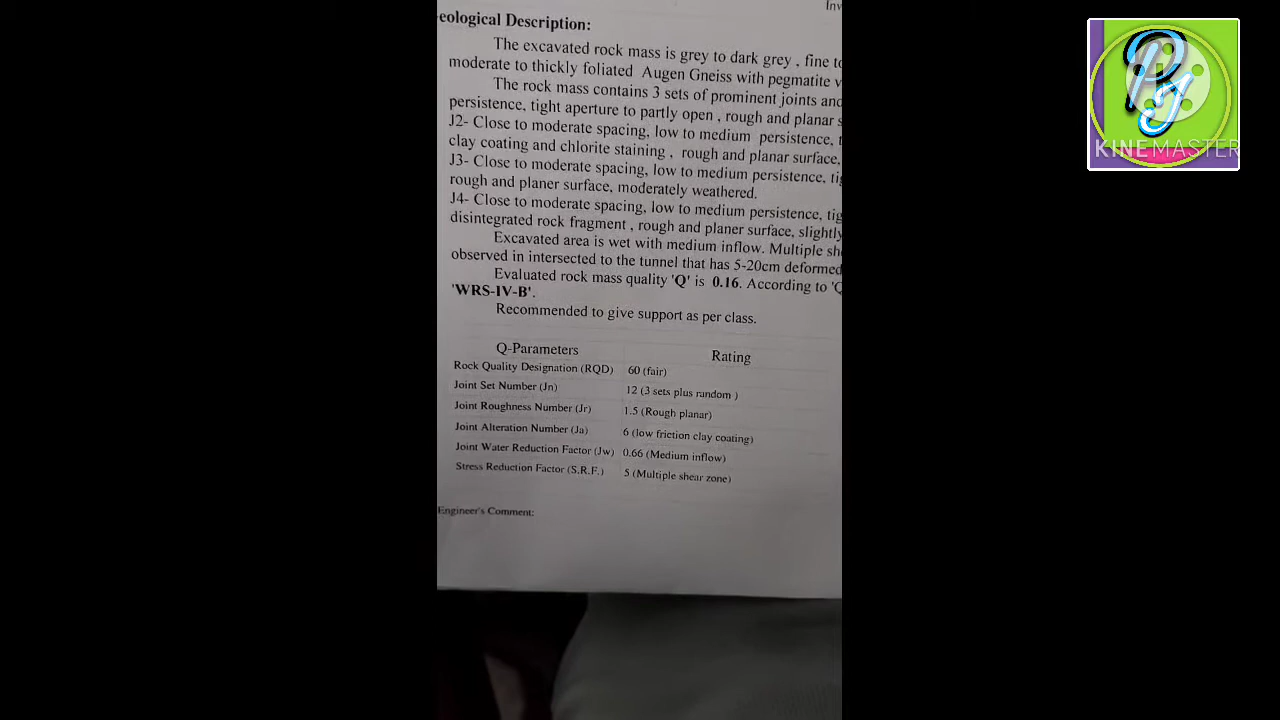 Inv
eological Description:
The excavated rock mass is grey to dark grey , fine to
moderate to thickly foliated Augen Gneiss with pegmatite v
The rock mass contains 3 sets of prominent joints and
persistence, tight aperture to partly open , rough and planar s
J2- Close to moderate spacing, low to medium persistence, t
clay coating and chlorite staining , rough and planar surface,
J3- Close to moderate spacing, low to medium persistence, tig
rough and planer surface, moderately weathered.
J4- Close to moderate spacing, low to medium persistence, tig
disintegrated rock fragment , rough and planer surface, slightly
Excavated area is wet with medium inflow. Multiple she
observed in intersected to the tunnel that has 5-20cm deformed
Evaluated rock mass quality 'Q' is 0.16. According to 'Q
'WRS-IV-B'.
Recommended to give support as per class.
Q-Parameters Rating
Rock Quality Designation (RQD) 60 (fair)
Joint Set Number (Jn) 12 (3 sets plus random )
Joint Roughness Number (Jr) 1.5 (Rough planar)
Joint Alteration Number (Ja) 6 (low friction clay coating)
Joint Water Reduction Factor (Jw) 0.66 (Medium inflow)
Stress Reduction Factor (S.R.F.) 5 (Multiple shear zone)
Engineer's Comment:
KINEMASTER